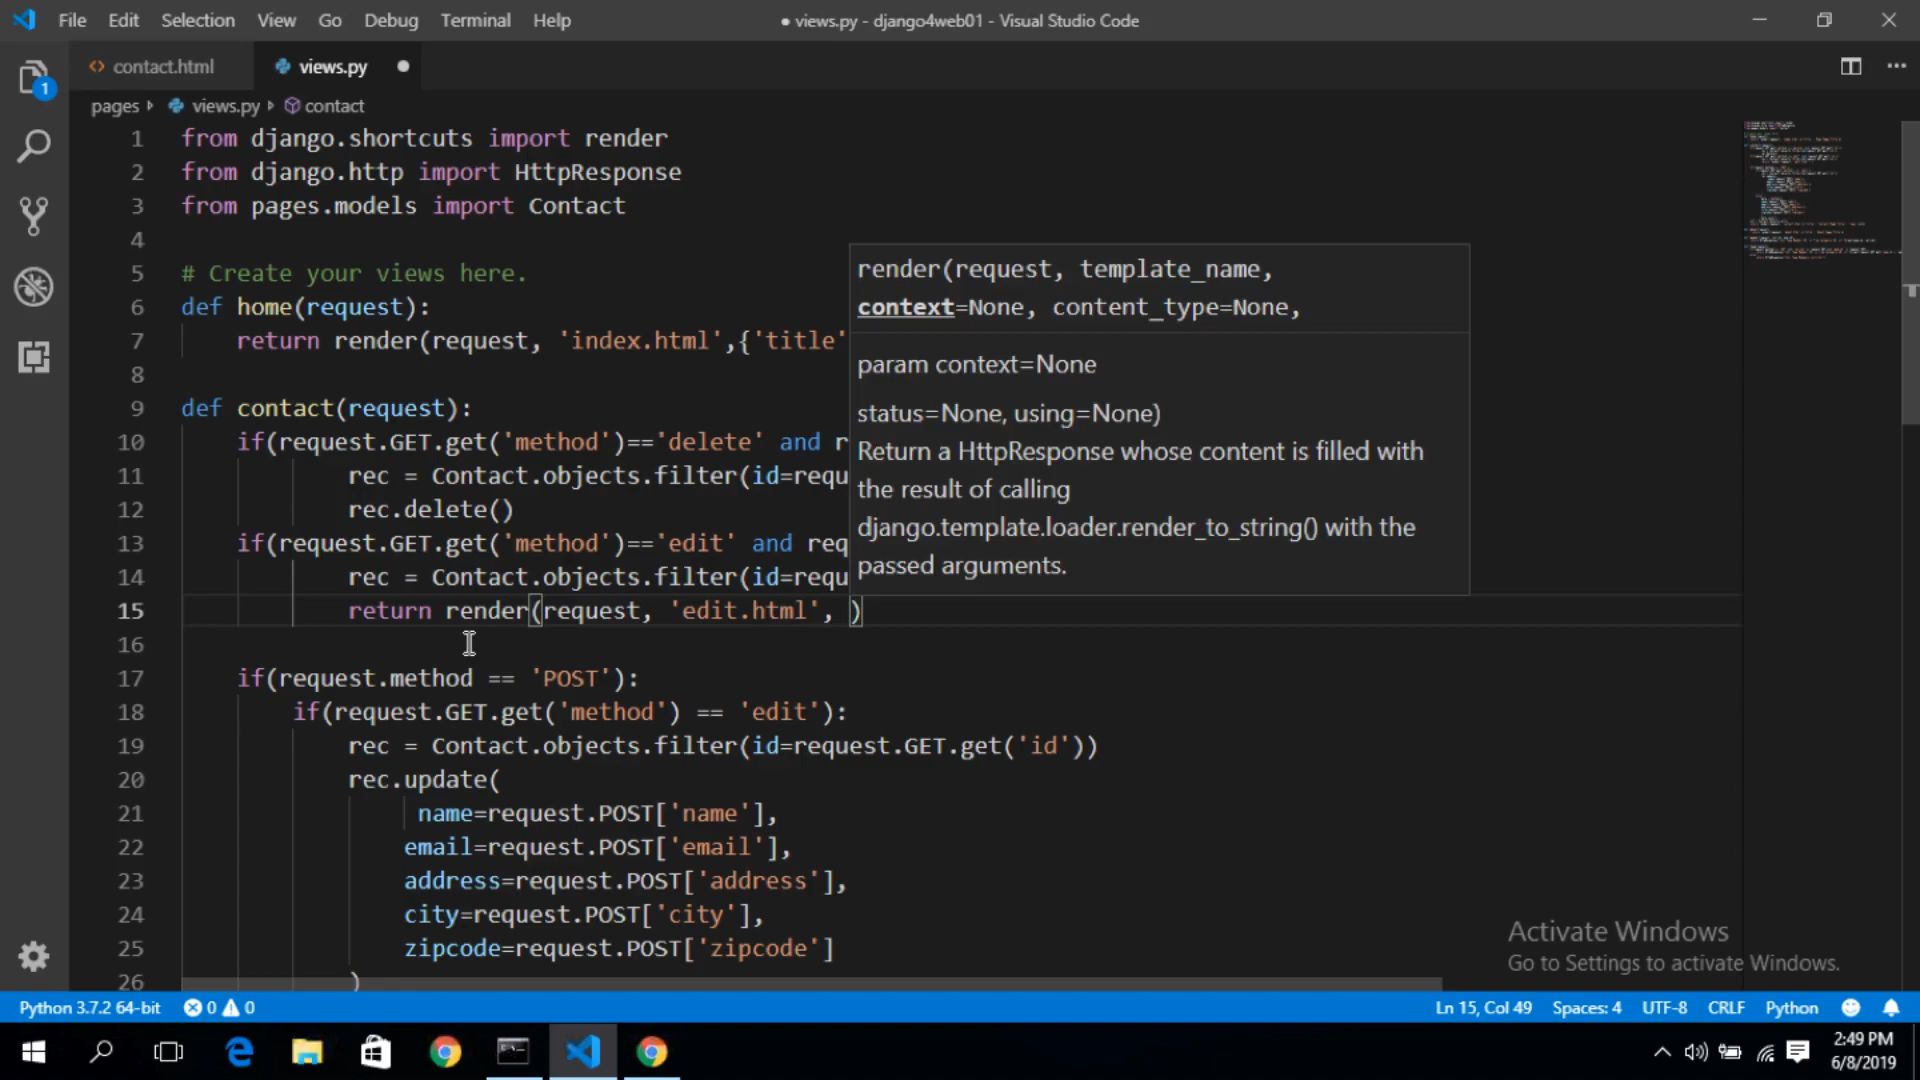 File Edit Selection View Go Debug Terminal Help ● views.py - django4web01 - Visual Studio Code
<> contact.html views.py ●
pages views.py contact
1 from django.shortcuts import render
2 from django.http import HttpResponse
3 from pages.models import Contact
4
5 # Create your views here.
6 def home(request):
7 return render(request, 'index.html',{'title'
8
9 def contact(request):
10 if(request.GET.get('method')=='delete' and r
11 rec = Contact.objects.filter(id=requ
12 rec.delete()
13 if(request.GET.get('method')=='edit' and req
14 rec = Contact.objects.filter(id=requ
15 return render(request, 'edit.html', )
16
17 if(request.method == 'POST'):
18 if(request.GET.get('method') == 'edit'):
19 rec = Contact.objects.filter(id=request.GET.get('id'))
20 rec.update(
21 name=request.POST['name'],
22 email=request.POST['email'],
23 address=request.POST['address'],
24 city=request.POST['city'],
25 zipcode=request.POST['zipcode']
26 )
render(request, template_name,
context=None, content_type=None,
param context=None
status=None, using=None)
Return a HttpResponse whose content is filled with
the result of calling
django.template.loader.render_to_string() with the
passed arguments.
1
Activate Windows
Go to Settings to activate Windows.
Python 3.7.2 64-bit 0 0 Ln 15, Col 49 Spaces: 4 UTF-8 CRLF Python
2:49 PM
6/8/2019